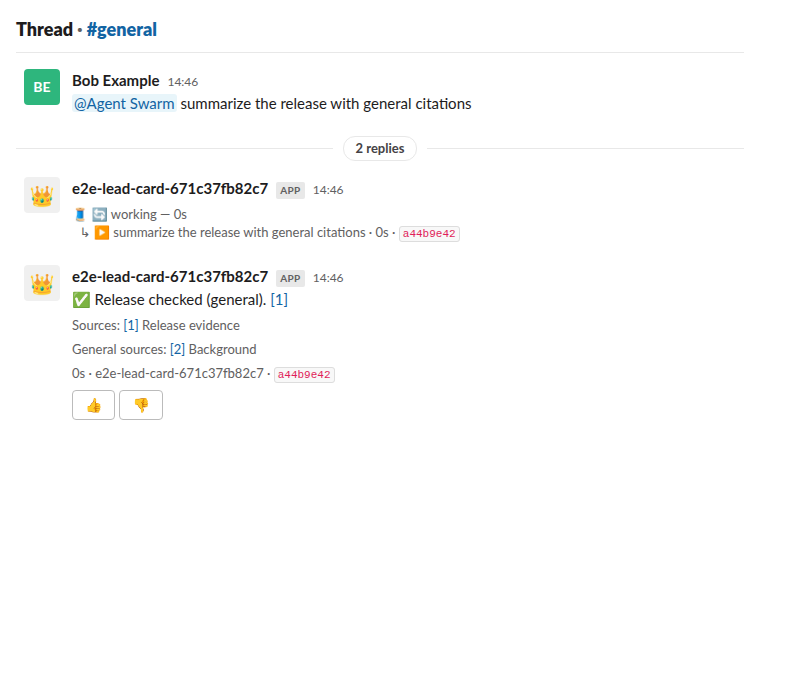 Thread • #general
BE
Bob Example 14:46
@Agent Swarm summarize the release with general citations
2 replies
e2e-lead-card-671c37fb82c7 APP 14:46
🧵 🔄 working — 0s
↳ ▶️ summarize the release with general citations · 0s · a44b9e42
e2e-lead-card-671c37fb82c7 APP 14:46
✅ Release checked (general). [1]
Sources: [1] Release evidence
General sources: [2] Background
0s · e2e-lead-card-671c37fb82c7 · a44b9e42
👍 👎